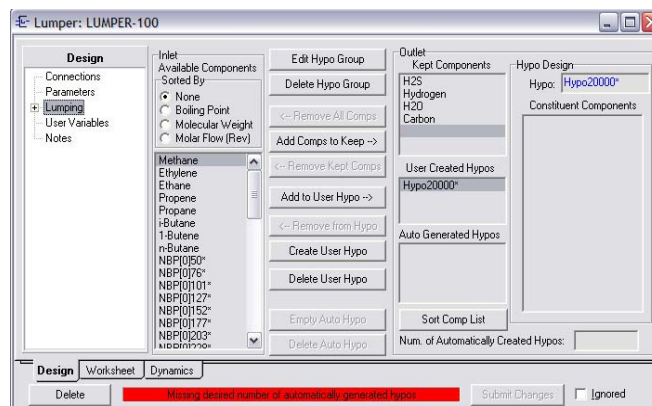 Lumper: LUMPER-100
Design
Connections
Parameters
Lumping
User Variables
Notes
Inlet
Available Components
Sorted By
None
Boiling Point
Molecular Weight
Molar Flow (Rev)
Methane
Ethylene
Ethane
Propene
Propane
i-Butane
1-Butene
n-Butane
NBP[0]50*
NBP[0]76*
NBP[0]101*
NBP[0]127*
NBP[0]152*
NBP[0]177*
NBP[0]203*
Edit Hypo Group
Delete Hypo Group
<-- Remove All Comps
Add Comps to Keep -->
<-- Remove Kept Comps
Add to User Hypo -->
<-- Remove from Hypo
Create User Hypo
Delete User Hypo
Empty Auto Hypo
Delete Auto Hypo
Outlet
Kept Components
H2S
Hydrogen
H2O
Carbon
User Created Hypos
Hypo20000*
Auto Generated Hypos
Sort Comp List
Hypo Design
Hypo: Hypo20000*
Constituent Components
Num. of Automatically Created Hypos:
Design Worksheet Dynamics
Delete Missing desired number of automatically generated hypos Submit Changes Ignored